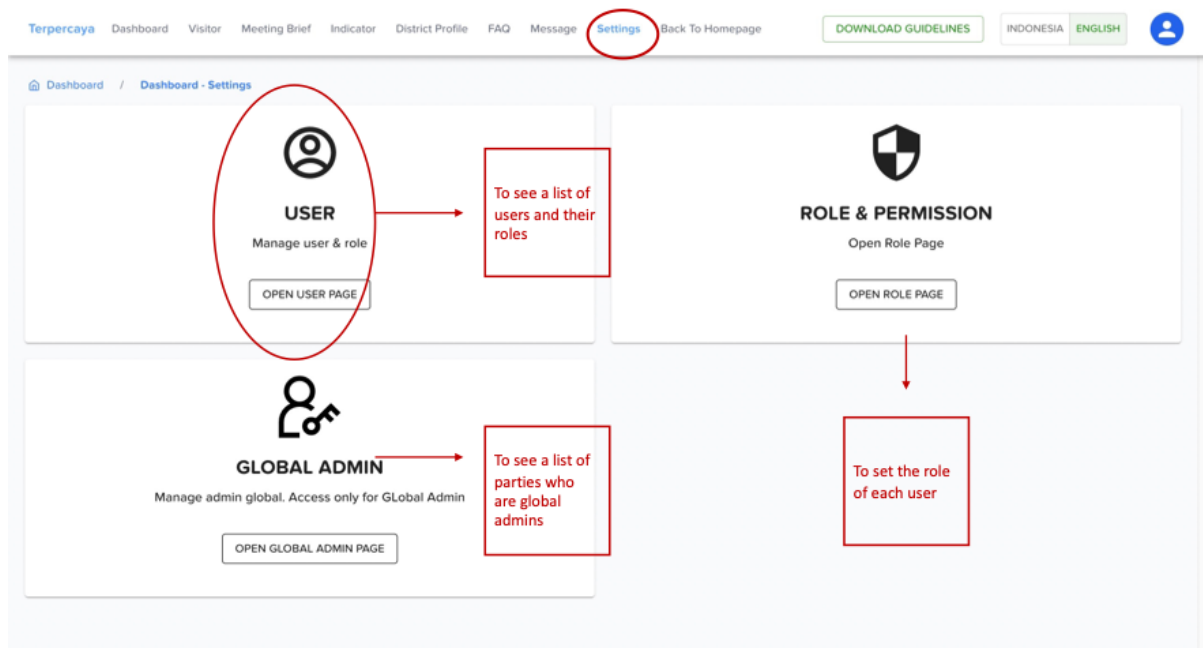 Terpercaya Dashboard Visitor Meeting Brief Indicator District Profile FAQ Message Settings Back To Homepage DOWNLOAD GUIDELINES INDONESIA ENGLISH
Dashboard / Dashboard - Settings
USER
Manage user & role
OPEN USER PAGE
To see a list of
users and their
roles
ROLE & PERMISSION
Open Role Page
OPEN ROLE PAGE
GLOBAL ADMIN
Manage admin global. Access only for GLobal Admin
OPEN GLOBAL ADMIN PAGE
To see a list of
parties who
are global
admins
To set the role
of each user